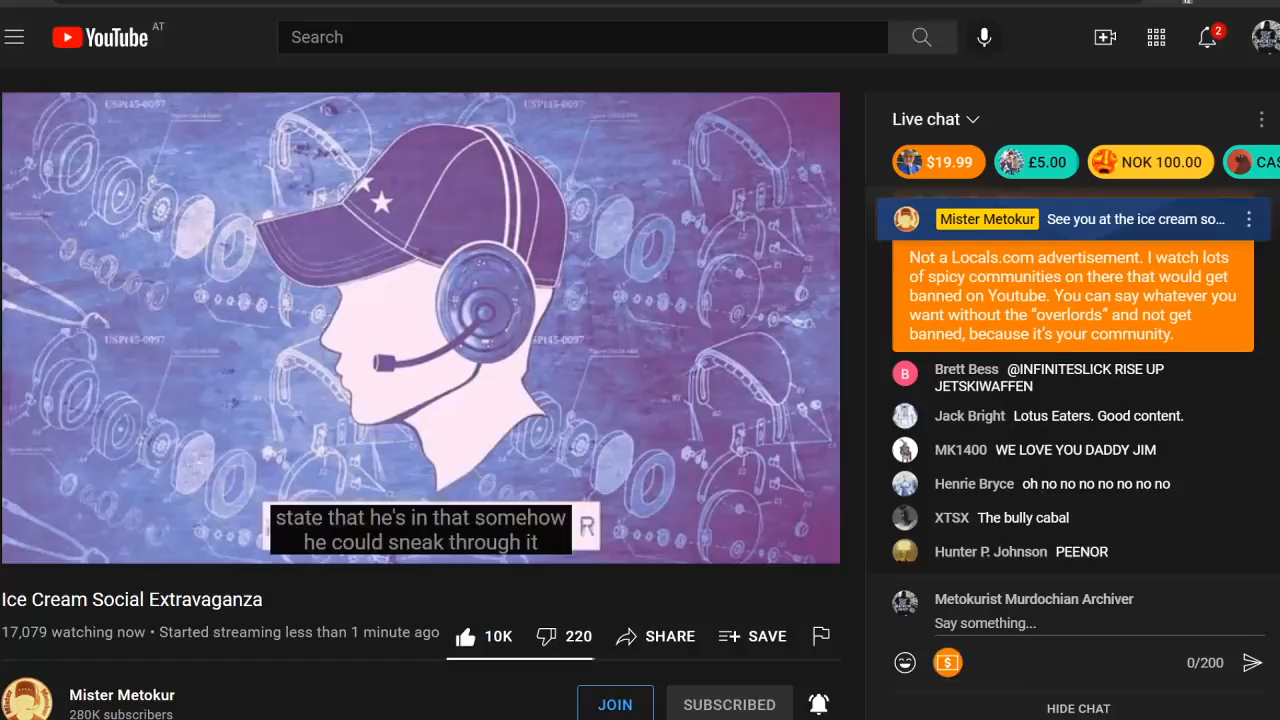 YouTube AT
Search
2
USPt45-0097
USPt45-0097
USPt45-0097
state that he's in that somehow
he could sneak through it
R
Ice Cream Social Extravaganza
17,079 watching now • Started streaming less than 1 minute ago
10K
220
SHARE
SAVE
Mister Metokur
280K subscribers
JOIN
SUBSCRIBED
Live chat
$19.99
£5.00
NOK 100.00
Mister Metokur See you at the ice cream so...
Not a Locals.com advertisement. I watch lots
of spicy communities on there that would get
banned on Youtube. You can say whatever you
want without the “overlords” and not get
banned, because it’s your community.
Brett Bess @INFINITESLICK RISE UP
JETSKIWAFFEN
Jack Bright Lotus Eaters. Good content.
MK1400 WE LOVE YOU DADDY JIM
Henrie Bryce oh no no no no no no no
XTSX The bully cabal
Hunter P. Johnson PEENOR
Metokurist Murdochian Archiver
Say something...
0/200
HIDE CHAT